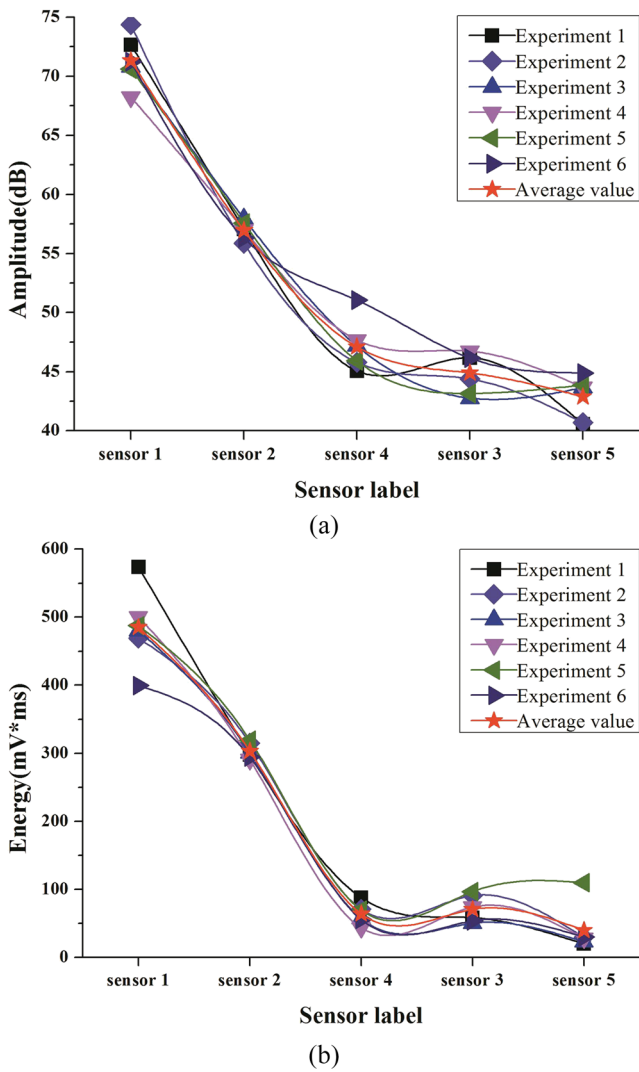 75
70
65
60
55
50
45
40
Amplitude(dB)
Experiment 1
Experiment 2
Experiment 3
Experiment 4
Experiment 5
Experiment 6
Average value
sensor 1 sensor 2 sensor 4 sensor 3 sensor 5
Sensor label
(a)
600
500
400
300
200
100
0
Energy(mV*ms)
Experiment 1
Experiment 2
Experiment 3
Experiment 4
Experiment 5
Experiment 6
Average value
sensor 1 sensor 2 sensor 4 sensor 3 sensor 5
Sensor label
(b)